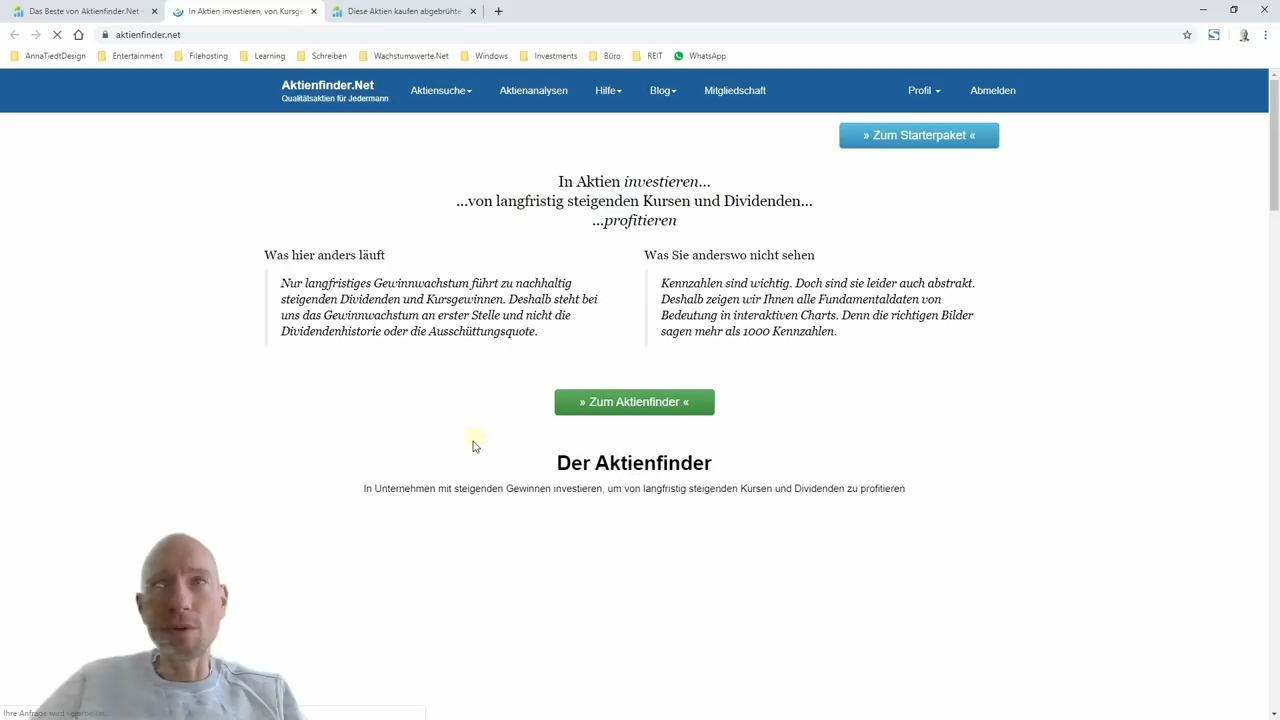 Das Beste von Aktienfinder.Net -
In Aktien investieren, von Kursge
Diese Aktien kaufen abgebrühte
aktienfinder.net
AnnaTiedtDesign
Entertainment
Filehosting
Learning
Schreiben
Wachstumswerte.Net
Windows
Investments
Büro
REIT
WhatsApp
Aktienfinder.Net
Qualitätsaktien für Jedermann
Aktiensuche
Aktienanalysen
Hilfe
Blog
Mitgliedschaft
Profil
Abmelden
» Zum Starterpaket «
In Aktien investieren...
...von langfristig steigenden Kursen und Dividenden...
...profitieren
Was hier anders läuft
Nur langfristiges Gewinnwachstum führt zu nachhaltig
steigenden Dividenden und Kursgewinnen. Deshalb steht bei
uns das Gewinnwachstum an erster Stelle und nicht die
Dividendenhistorie oder die Ausschüttungsquote.
Was Sie anderswo nicht sehen
Kennzahlen sind wichtig. Doch sind sie leider auch abstrakt.
Deshalb zeigen wir Ihnen alle Fundamentaldaten von
Bedeutung in interaktiven Charts. Denn die richtigen Bilder
sagen mehr als 1000 Kennzahlen.
» Zum Aktienfinder «
Der Aktienfinder
In Unternehmen mit steigenden Gewinnen investieren, um von langfristig steigenden Kursen und Dividenden zu profitieren
Ihre Anfrage wird